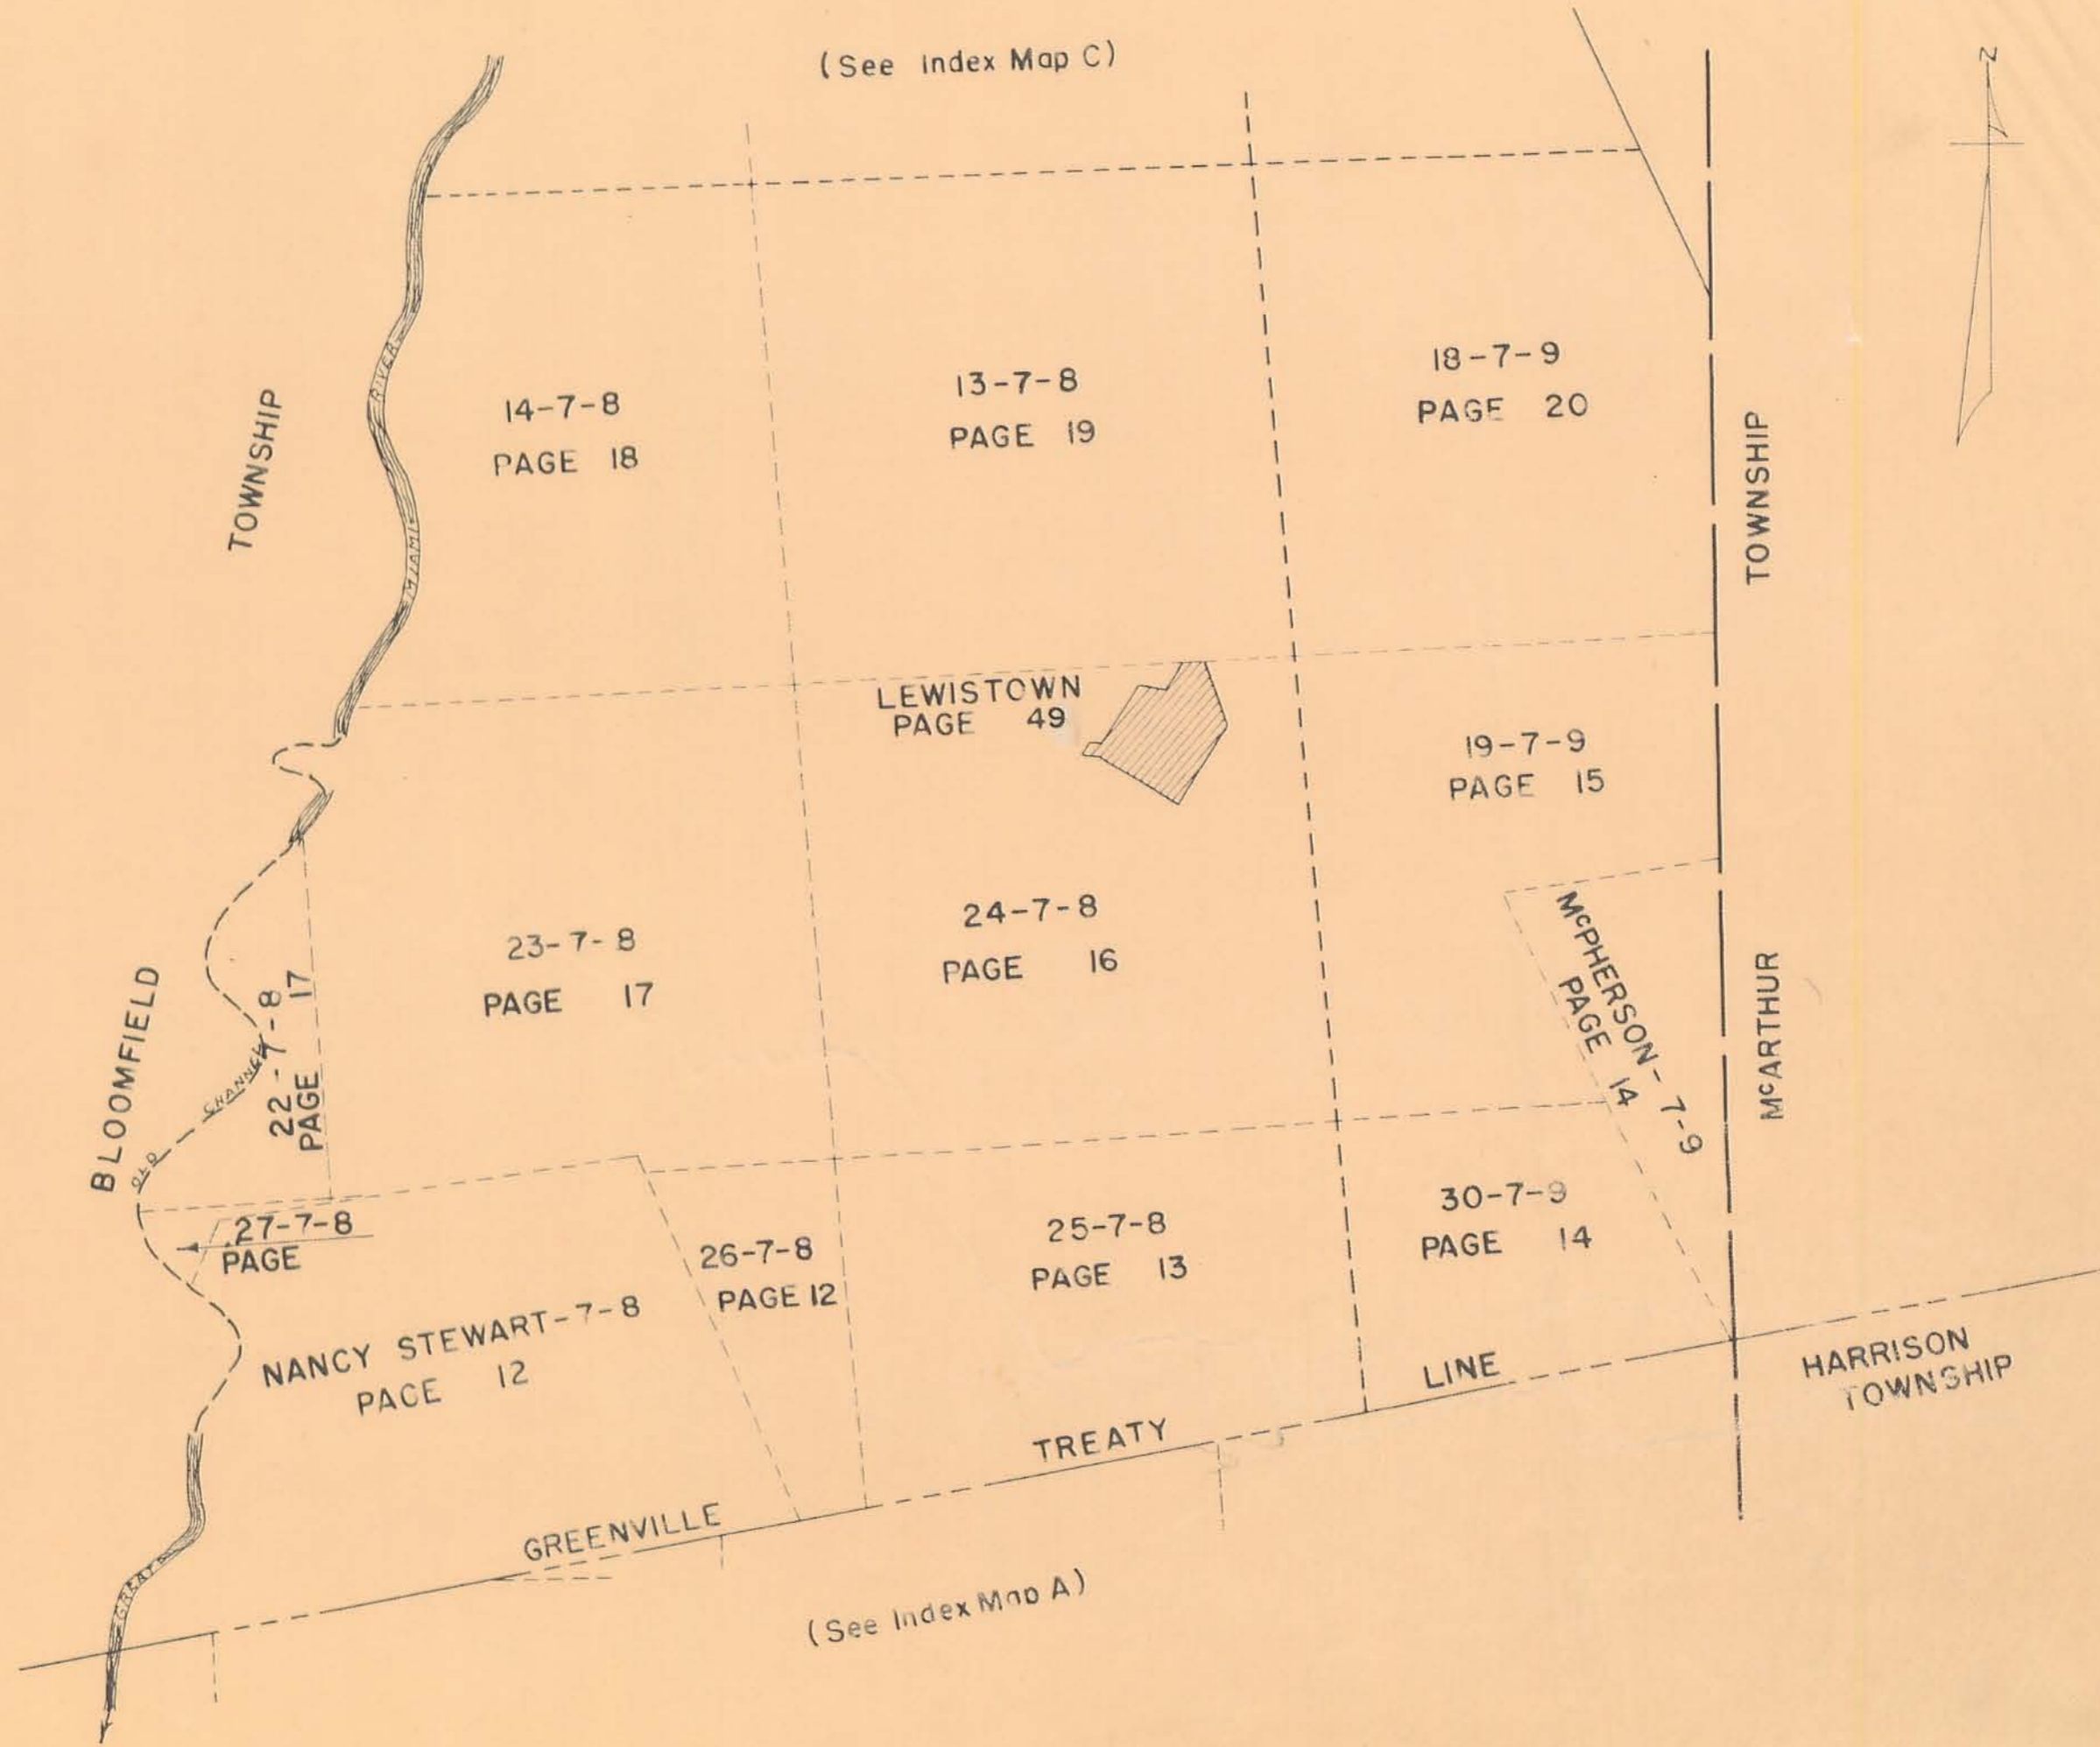 (See Index Map C)
N
14-7-8
PAGE 18
13-7-8
PAGE 19
18-7-9
PAGE 20
TOWNSHIP
RIVER
MIAMI
TOWNSHIP
LEWISTOWN
PAGE 49
19-7-9
PAGE 15
BLOOMFIELD
OLD CHANNEL
22-7-8
PAGE 17
23-7-8
PAGE 17
24-7-8
PAGE 16
McPHERSON-7-9
PAGE 14
McARTHUR
27-7-8
PAGE
NANCY STEWART-7-8
PAGE 12
26-7-8
PAGE 12
25-7-8
PAGE 13
30-7-9
PAGE 14
GREENVILLE TREATY LINE
HARRISON
TOWNSHIP
GREAT
(See Index Map A)